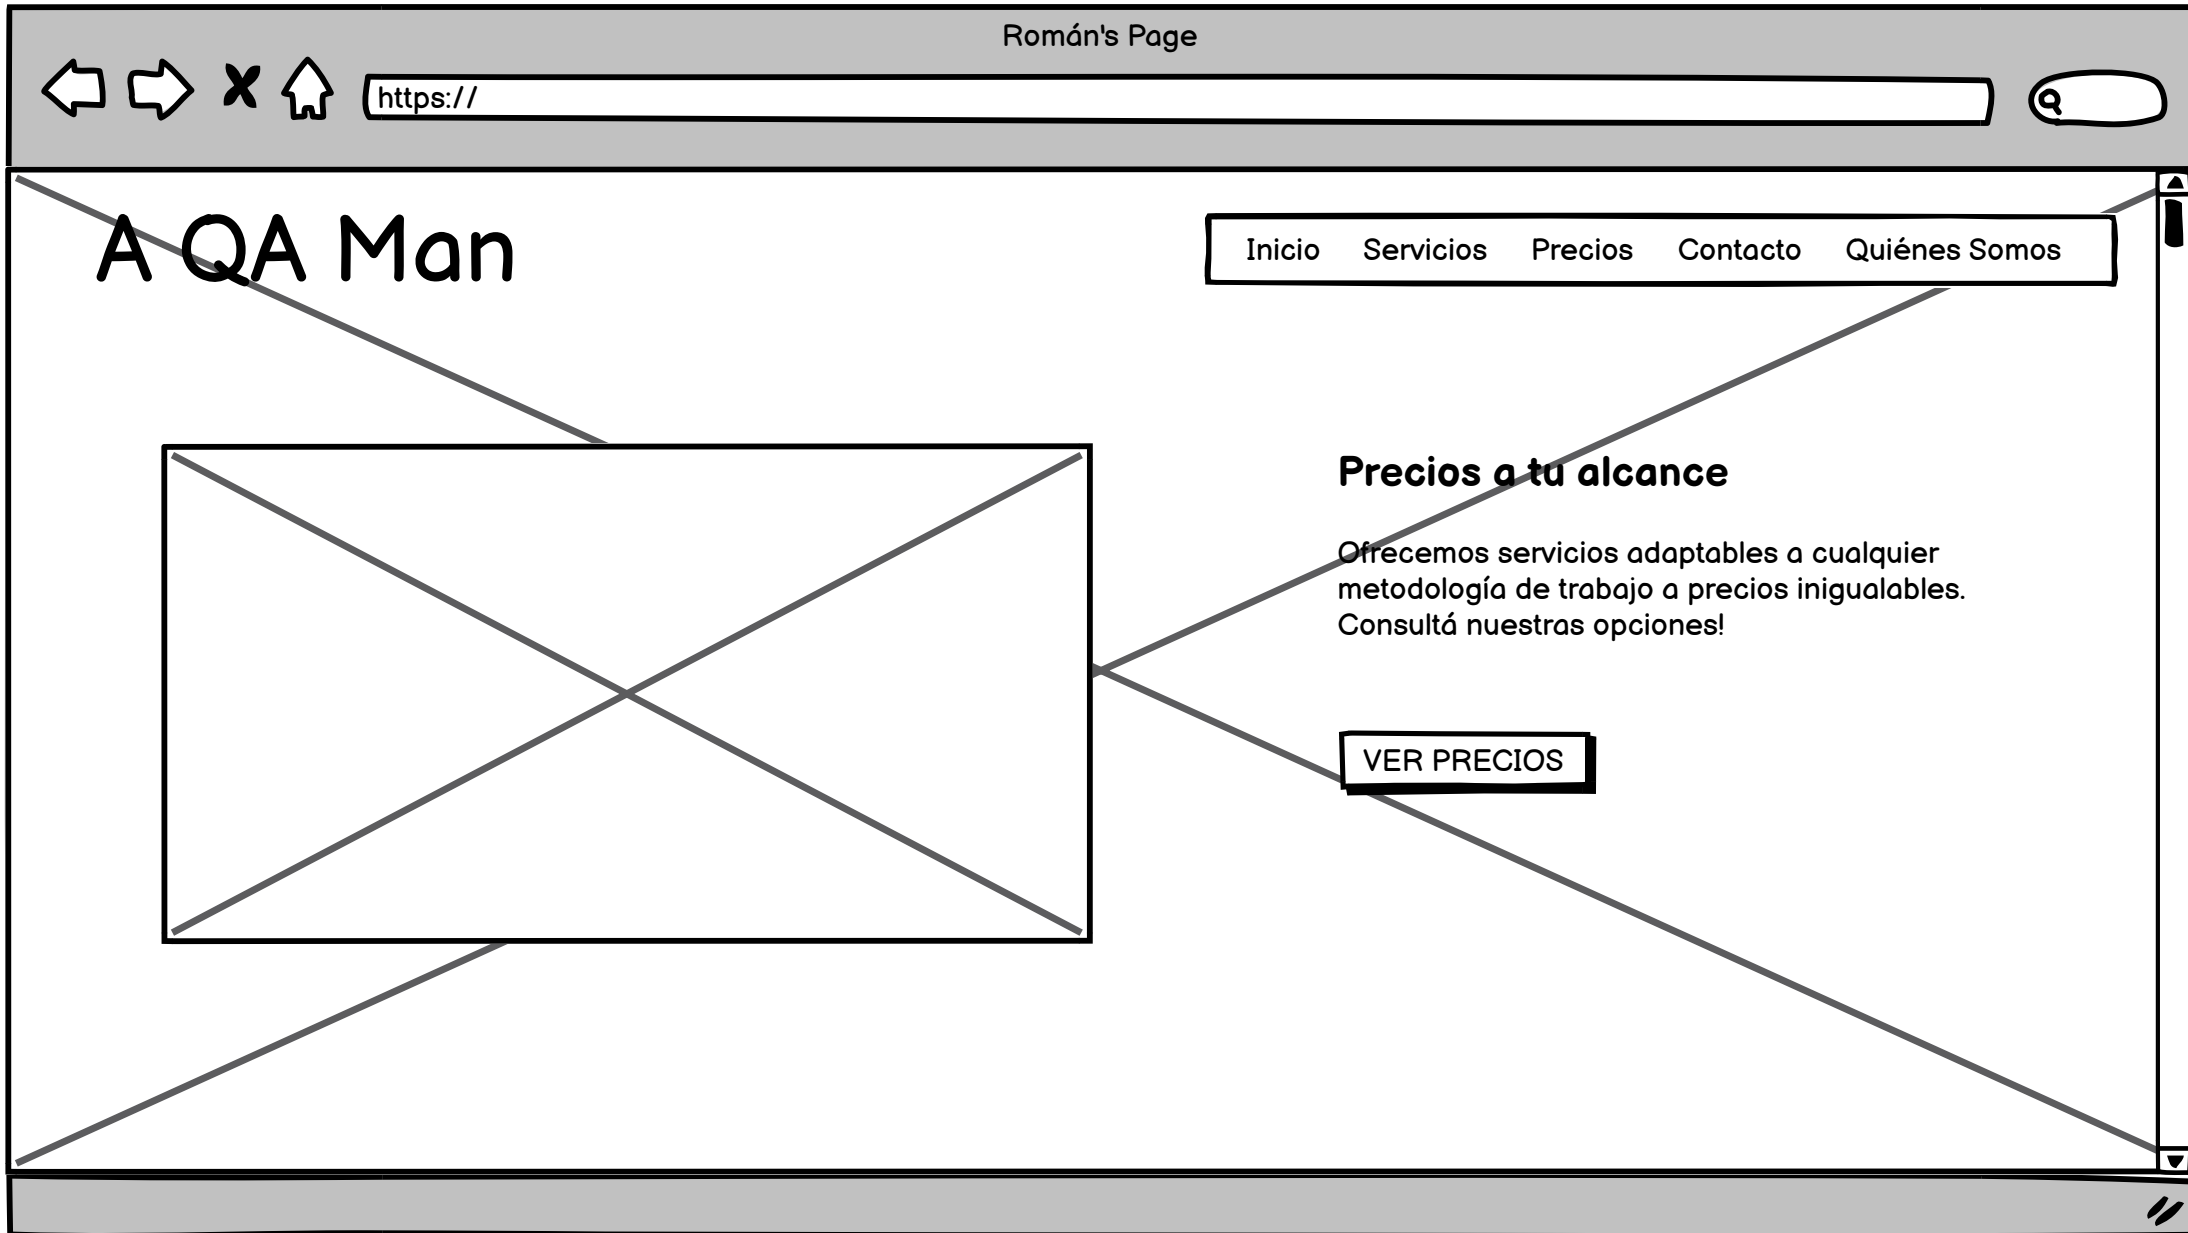 Román's Page
https://
A QA Man
Inicio Servicios Precios Contacto Quiénes Somos
Precios a tu alcance
Ofrecemos servicios adaptables a cualquier
metodología de trabajo a precios inigualables.
Consultá nuestras opciones!
VER PRECIOS